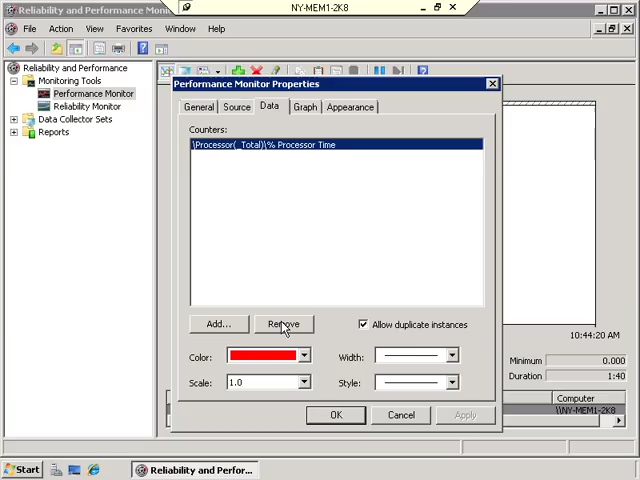 NY-MEM1-2K8
Reliability and Performance Moni
File Action View Favorites Window Help
Reliability and Performance
Monitoring Tools
Performance Monitor
Reliability Monitor
Data Collector Sets
Reports
Performance Monitor Properties
General Source Data Graph Appearance
Counters:
\Processor(_Total)\% Processor Time
Add... Remove
Allow duplicate instances
Color: Width:
Scale: 1.0 Style:
OK Cancel Apply
10:44:20 AM
Minimum 0.000
Duration 1:40
Computer
\\NY-MEM1-2K8
Start
Reliability and Perfor...